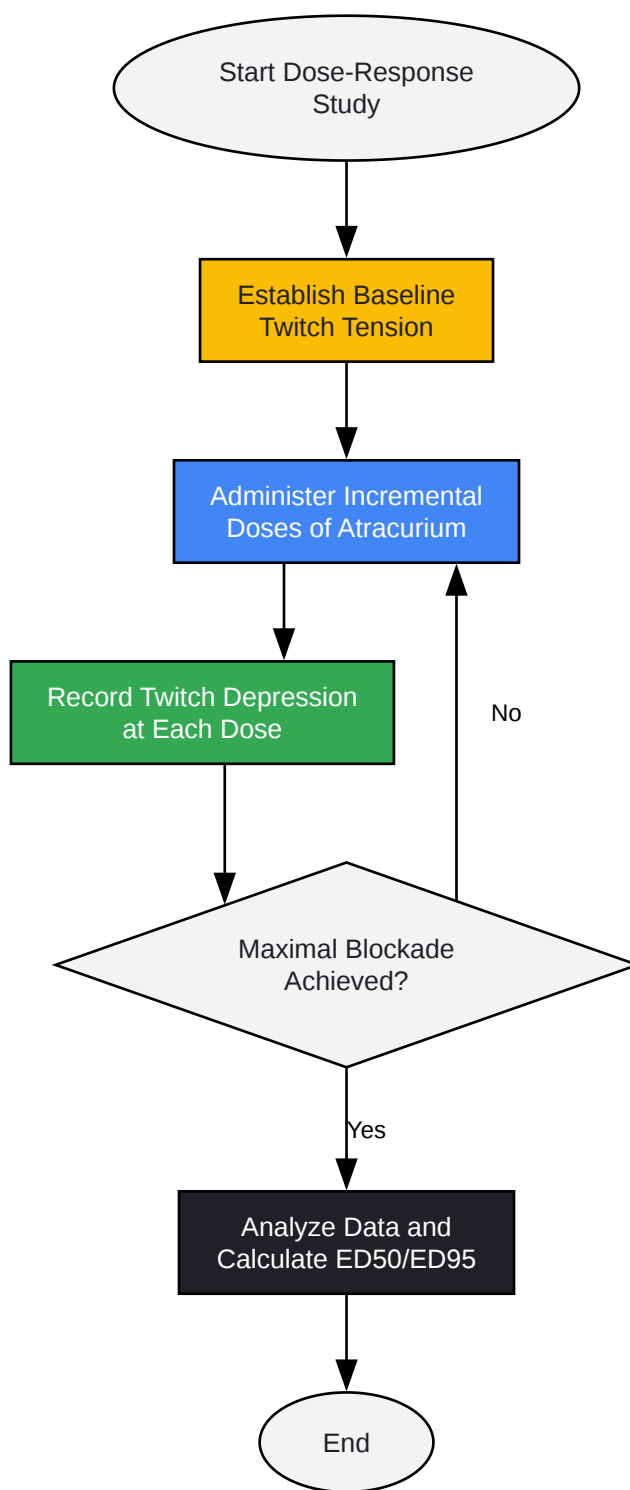 Start Dose-Response
Study
Establish Baseline
Twitch Tension
Administer Incremental
Doses of Atracurium
Record Twitch Depression
at Each Dose
No
Maximal Blockade
Achieved?
Yes
Analyze Data and
Calculate ED50/ED95
End